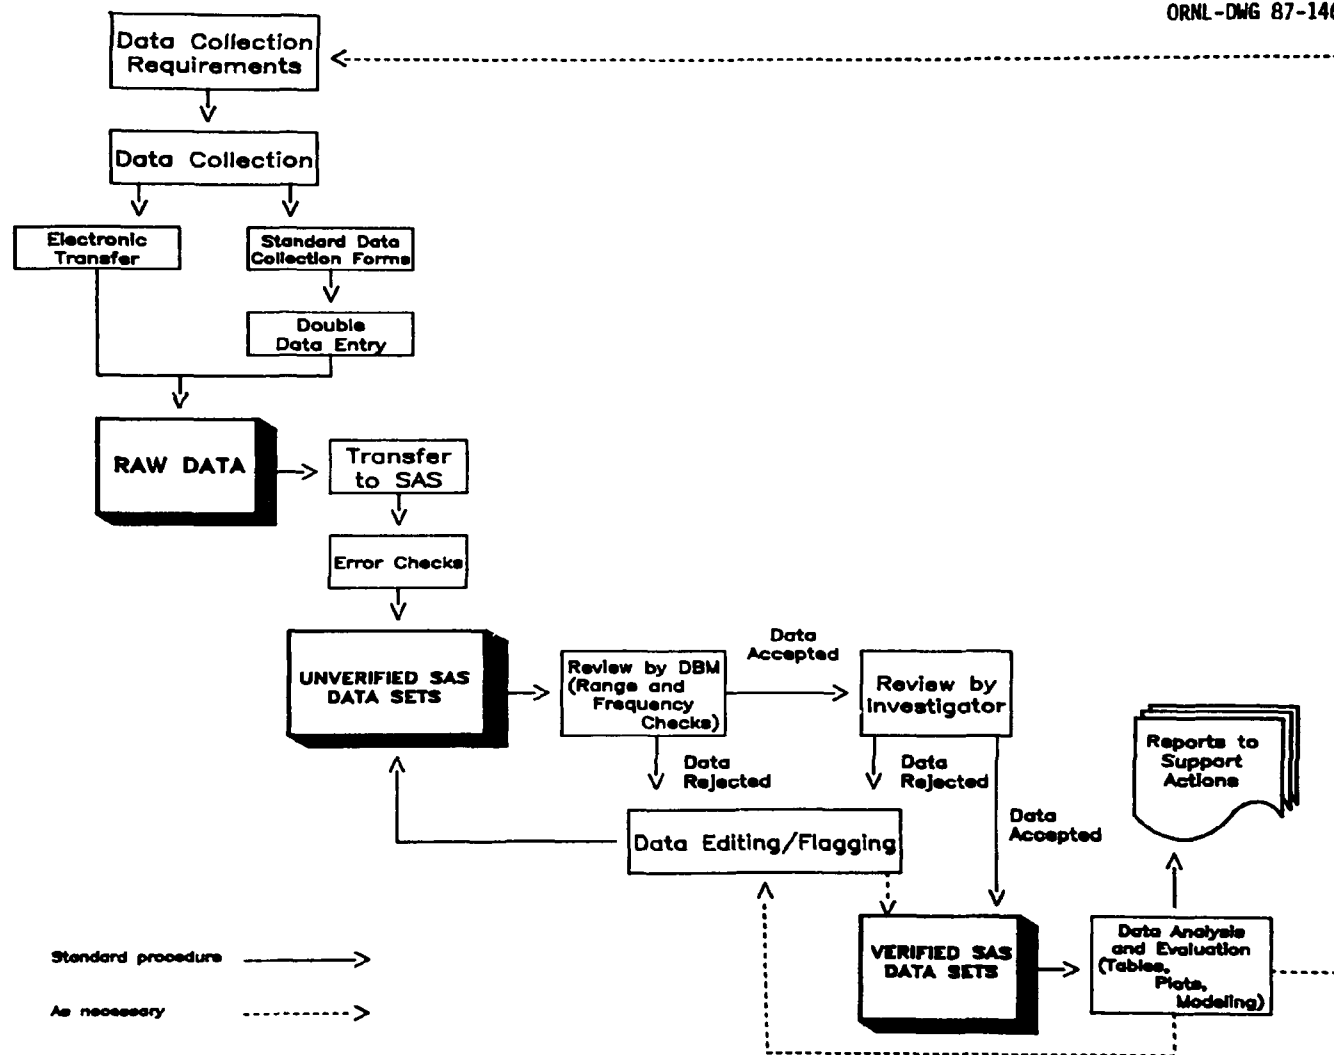 ORNL-DWG 87-146
Data Collection
Requirements
Data Collection
Electronic
Transfer
Standard Data
Collection Forms
Double
Data Entry
RAW DATA
Transfer
to SAS
Error Checks
UNVERIFIED SAS
DATA SETS
Review by DBM
(Range and
Frequency
Checks)
Data
Accepted
Review by
Investigator
Data
Rejected
Data
Rejected
Data
Accepted
Data Editing/Flagging
Reports to
Support
Actions
VERIFIED SAS
DATA SETS
Data Analysis
and Evaluation
(Tables,
Plots,
Modeling)
Standard procedure
As necessary